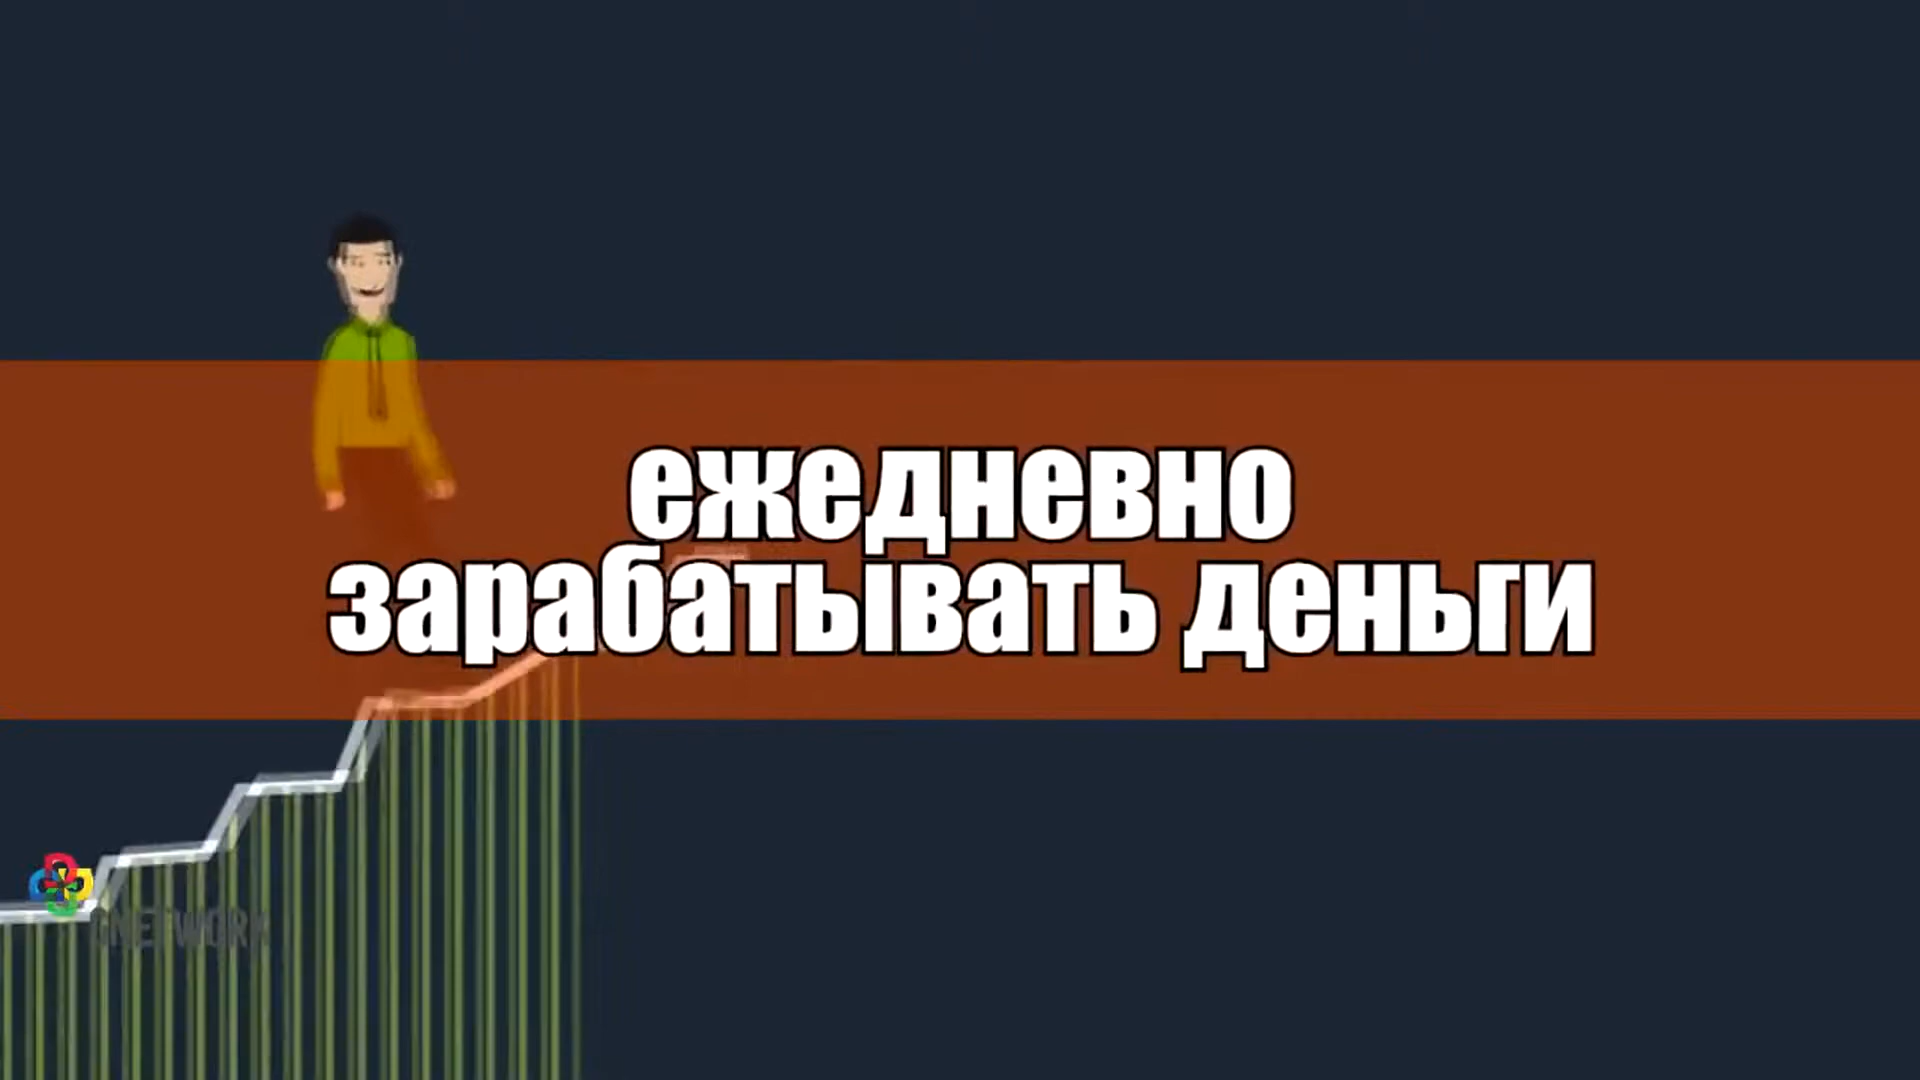 ежедневно
зарабатывать деньги